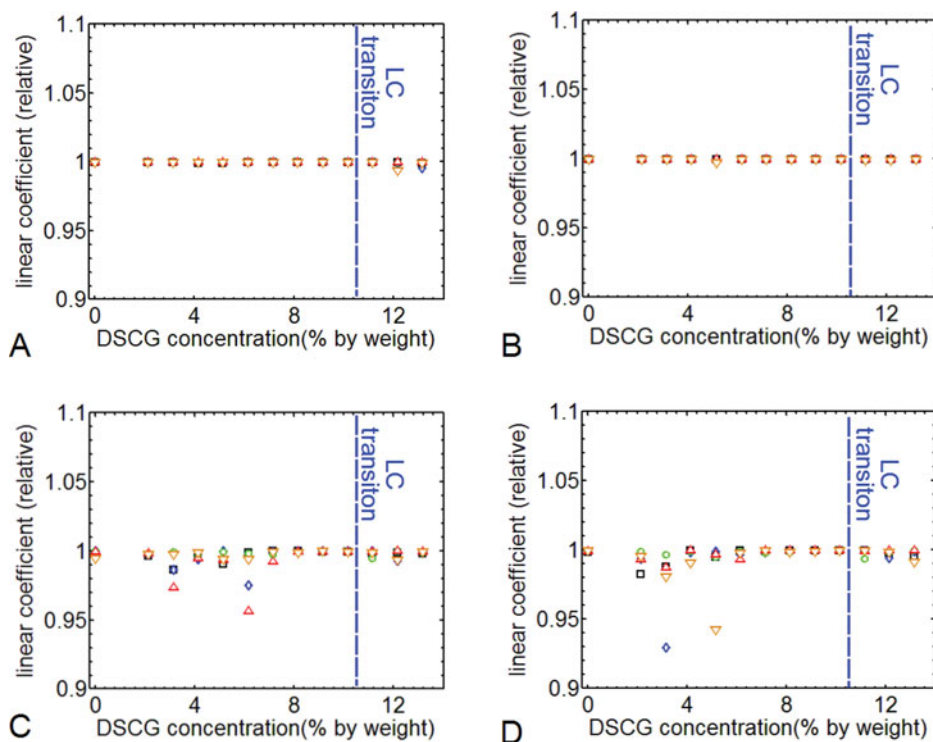 1.1
1.05
1
0.95
0.9
linear coefficient (relative)
0 4 8 12
DSCG concentration(% by weight)
LC
transiton
A
1.1
1.05
1
0.95
0.9
linear coefficient (relative)
0 4 8 12
DSCG concentration(% by weight)
LC
transiton
B
1.1
1.05
1
0.95
0.9
linear coefficient (relative)
0 4 8 12
DSCG concentration(% by weight)
LC
transiton
C
1.1
1.05
1
0.95
0.9
linear coefficient (relative)
0 4 8 12
DSCG concentration(% by weight)
LC
transiton
D